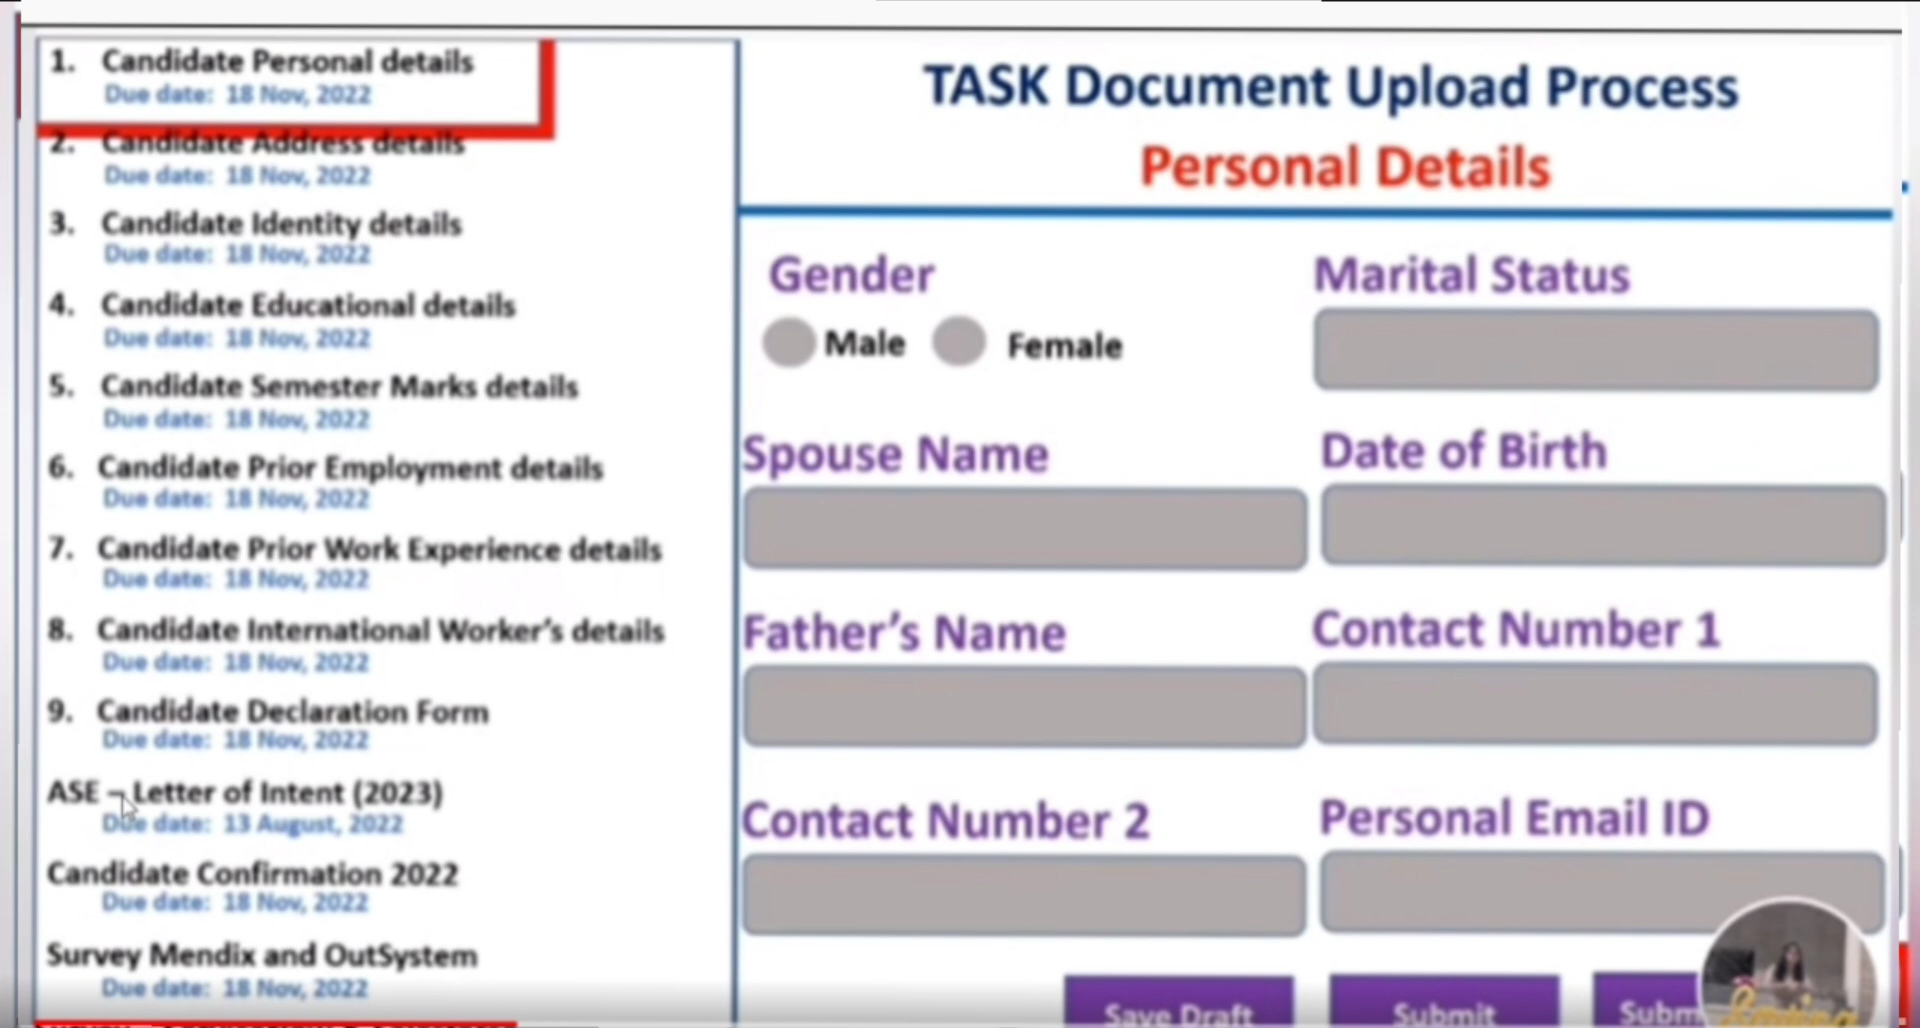 1. Candidate Personal details
Due date: 18 Nov, 2022
2. Candidate Address details
Due date: 18 Nov, 2022
3. Candidate Identity details
Due date: 18 Nov, 2022
4. Candidate Educational details
Due date: 18 Nov, 2022
5. Candidate Semester Marks details
Due date: 18 Nov, 2022
6. Candidate Prior Employment details
Due date: 18 Nov, 2022
7. Candidate Prior Work Experience details
Due date: 18 Nov, 2022
8. Candidate International Worker's details
Due date: 18 Nov, 2022
9. Candidate Declaration Form
Due date: 18 Nov, 2022
ASE – Letter of Intent (2023)
Due date: 13 August, 2022
Candidate Confirmation 2022
Due date: 18 Nov, 2022
Survey Mendix and OutSystem
Due date: 18 Nov, 2022
TASK Document Upload Process
Personal Details
Gender
Male Female
Marital Status
Spouse Name
Date of Birth
Father's Name
Contact Number 1
Contact Number 2
Personal Email ID
Save Draft
Submit
Subm